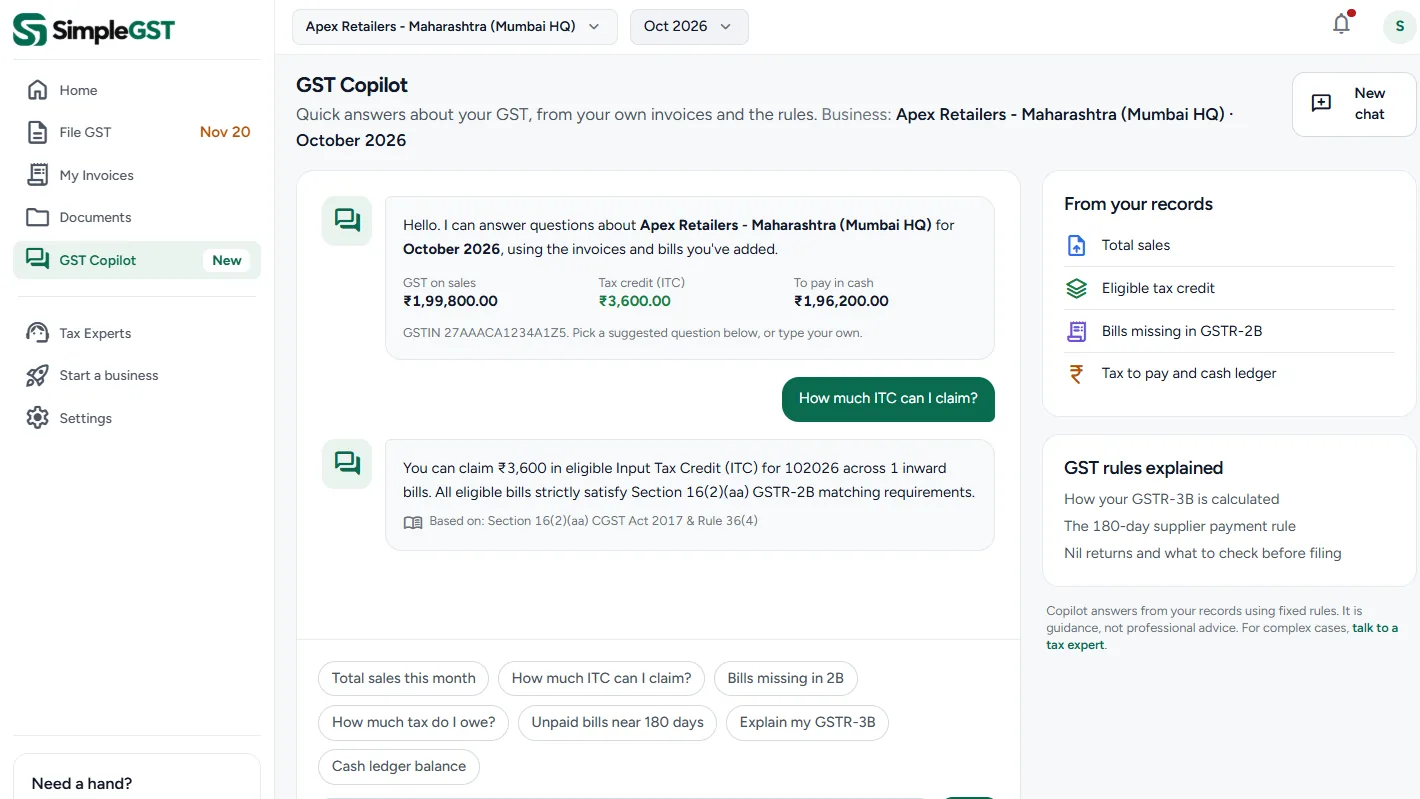 SimpleGST
Apex Retailers - Maharashtra (Mumbai HQ)
Oct 2026
S
Home
File GST
Nov 20
My Invoices
Documents
GST Copilot
New
Tax Experts
Start a business
Settings
Need a hand?
GST Copilot
Quick answers about your GST, from your own invoices and the rules. Business: Apex Retailers - Maharashtra (Mumbai HQ) ·
October 2026
New
chat
Hello. I can answer questions about Apex Retailers - Maharashtra (Mumbai HQ) for
October 2026, using the invoices and bills you've added.
GST on sales
₹1,99,800.00
Tax credit (ITC)
₹3,600.00
To pay in cash
₹1,96,200.00
GSTIN 27AAACA1234A1Z5. Pick a suggested question below, or type your own.
How much ITC can I claim?
You can claim ₹3,600 in eligible Input Tax Credit (ITC) for 102026 across 1 inward
bills. All eligible bills strictly satisfy Section 16(2)(aa) GSTR-2B matching requirements.
Based on: Section 16(2)(aa) CGST Act 2017 & Rule 36(4)
Total sales this month
How much ITC can I claim?
Bills missing in 2B
How much tax do I owe?
Unpaid bills near 180 days
Explain my GSTR-3B
Cash ledger balance
From your records
Total sales
Eligible tax credit
Bills missing in GSTR-2B
Tax to pay and cash ledger
GST rules explained
How your GSTR-3B is calculated
The 180-day supplier payment rule
Nil returns and what to check before filing
Copilot answers from your records using fixed rules. It is
guidance, not professional advice. For complex cases, talk to a
tax expert.